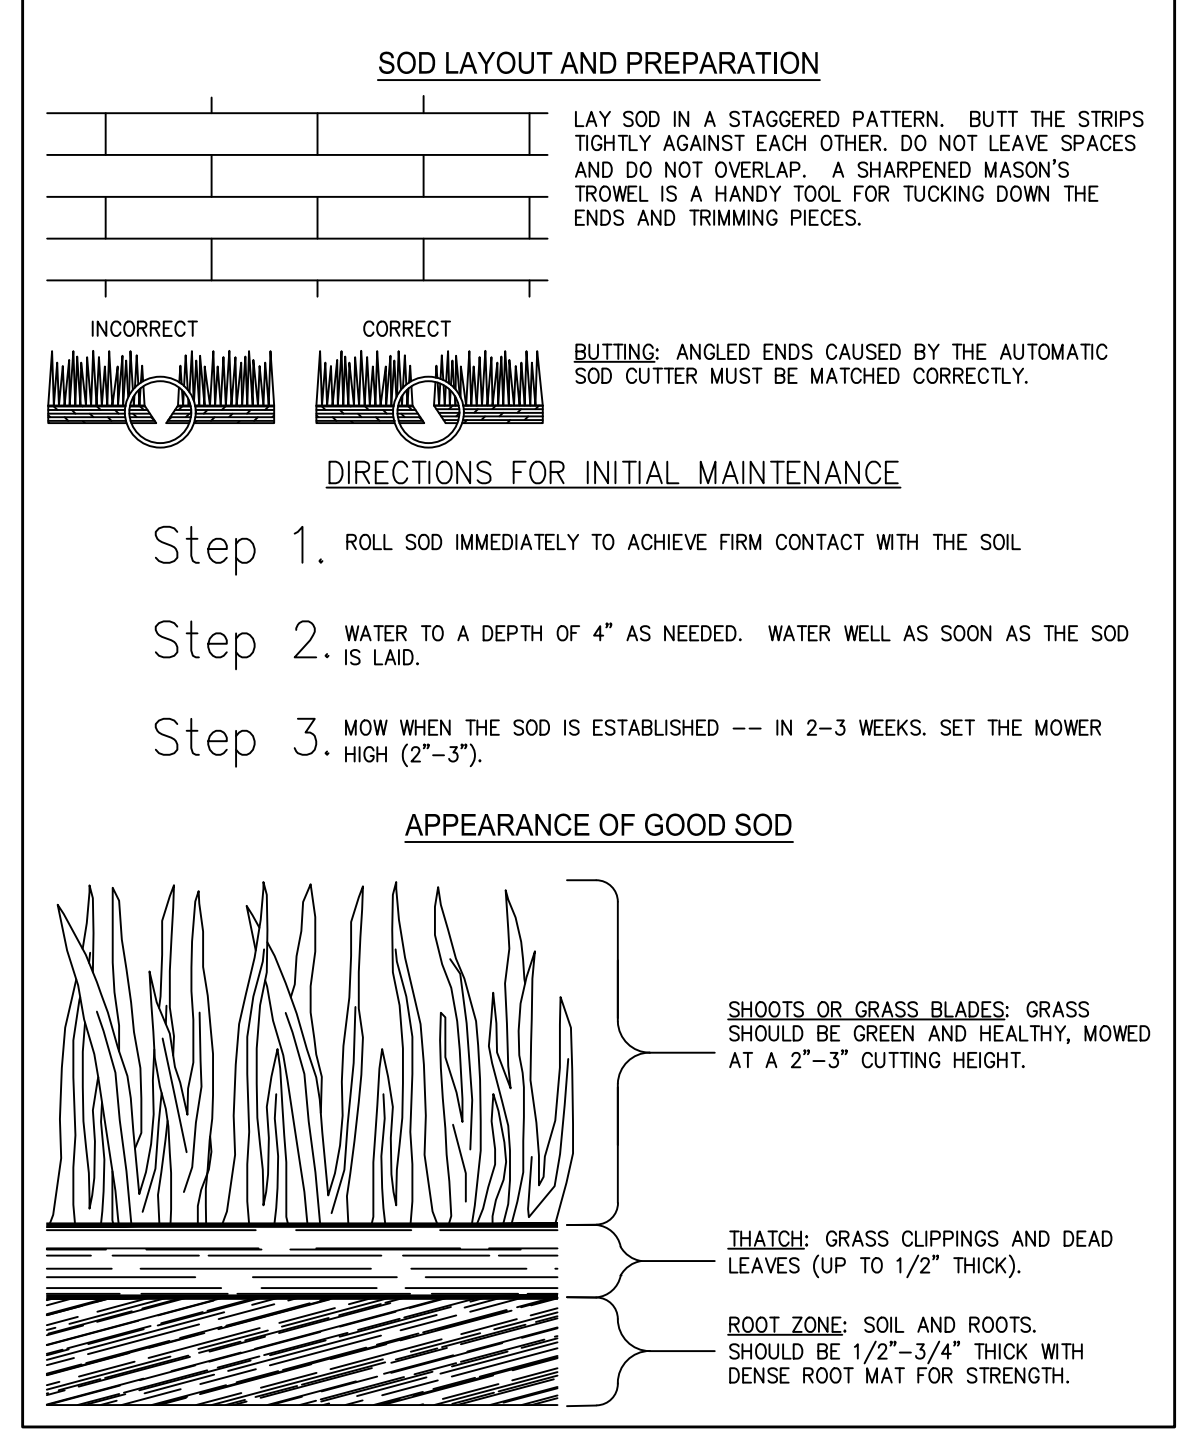 SOD LAYOUT AND PREPARATION
LAY SOD IN A STAGGERED PATTERN. BUTT THE STRIPS
TIGHTLY AGAINST EACH OTHER. DO NOT LEAVE SPACES
AND DO NOT OVERLAP. A SHARPENED MASON'S
TROWEL IS A HANDY TOOL FOR TUCKING DOWN THE
ENDS AND TRIMMING PIECES.
INCORRECT
CORRECT
BUTTING: ANGLED ENDS CAUSED BY THE AUTOMATIC
SOD CUTTER MUST BE MATCHED CORRECTLY.
DIRECTIONS FOR INITIAL MAINTENANCE
Step 1. ROLL SOD IMMEDIATELY TO ACHIEVE FIRM CONTACT WITH THE SOIL
Step 2. WATER TO A DEPTH OF 4" AS NEEDED. WATER WELL AS SOON AS THE SOD
IS LAID.
Step 3. MOW WHEN THE SOD IS ESTABLISHED -- IN 2-3 WEEKS. SET THE MOWER
HIGH (2"-3").
APPEARANCE OF GOOD SOD
SHOOTS OR GRASS BLADES: GRASS
SHOULD BE GREEN AND HEALTHY, MOWED
AT A 2"-3" CUTTING HEIGHT.
THATCH: GRASS CLIPPINGS AND DEAD
LEAVES (UP TO 1/2" THICK).
ROOT ZONE: SOIL AND ROOTS.
SHOULD BE 1/2"-3/4" THICK WITH
DENSE ROOT MAT FOR STRENGTH.